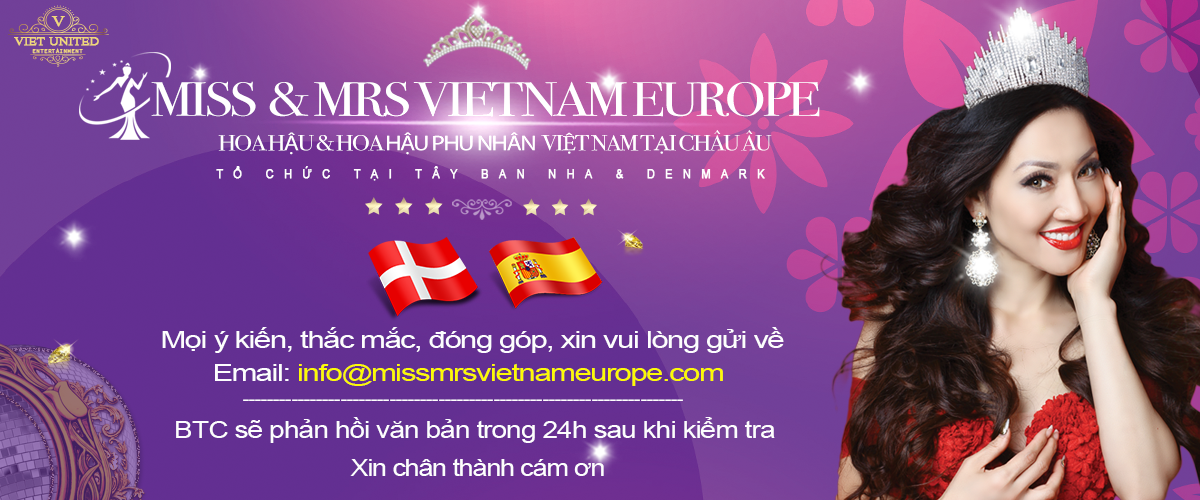 V
VIET UNITED
ENTERTAINMENT
MISS & MRS VIETNAM EUROPE
HOA HẬU & HOA HẬU PHU NHÂN VIỆT NAM TẠI CHÂU ÂU
TỔ CHỨC TẠI TÂY BAN NHA & DENMARK
Mọi ý kiến, thắc mắc, đóng góp, xin vui lòng gửi về
Email: info@missmrsvietnameurope.com
BTC sẽ phản hồi văn bản trong 24h sau khi kiểm tra
Xin chân thành cám ơn